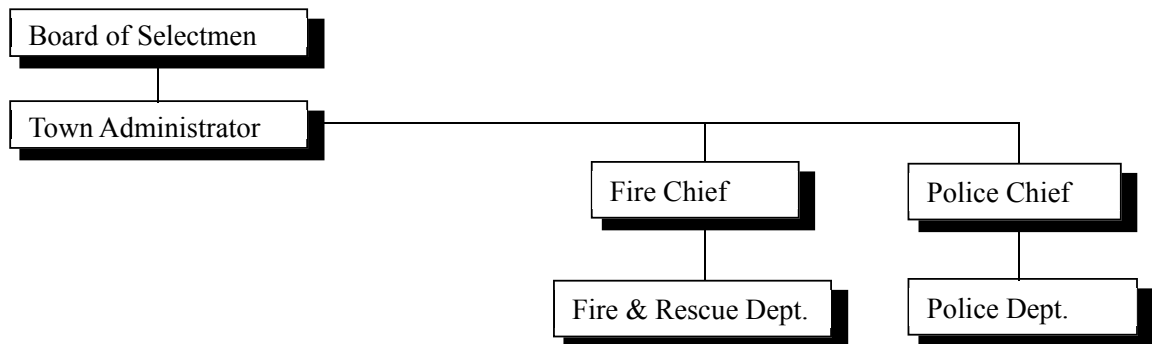 Board of Selectmen
Town Administrator
Fire Chief
Police Chief
Fire & Rescue Dept.
Police Dept.